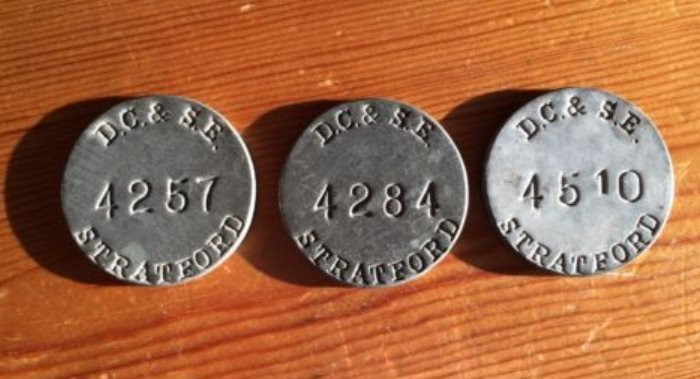 D.C. & S.E.
4257
STRATFORD
D.C. & S.E.
4284
STRATFORD
D.C. & S.E.
4510
STRATFORD